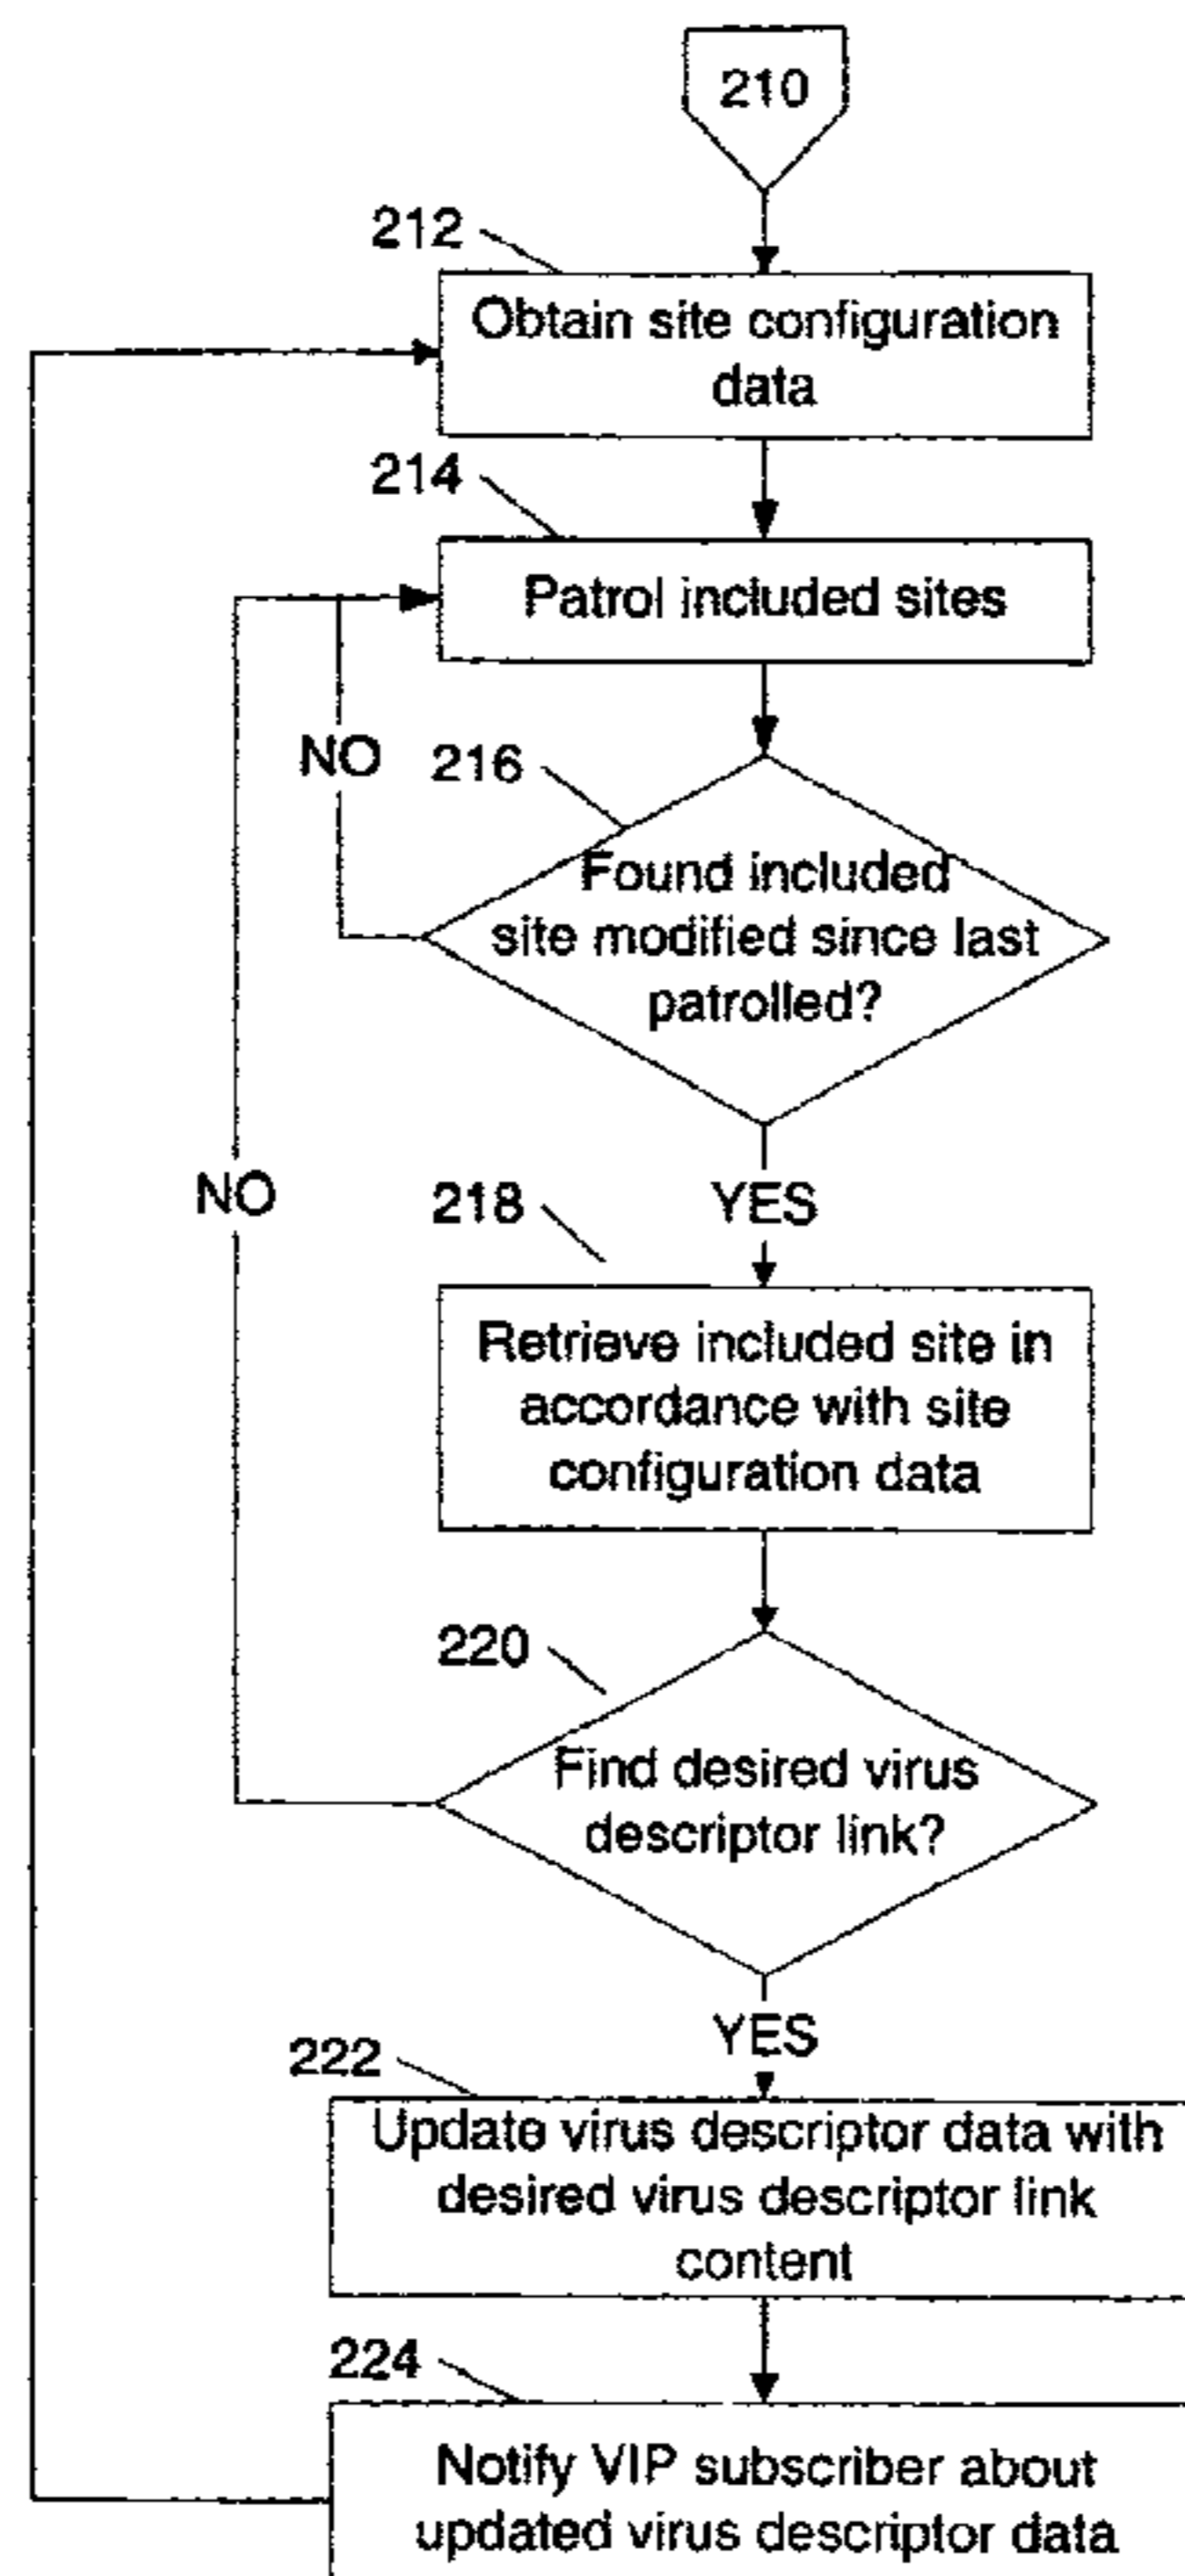 210
212
Obtain site configuration
data
214
Patrol included sites
NO
216
Found included
site modified since last
patrolled?
NO
218
YES
Retrieve included site in
accordance with site
configuration data
220
Find desired virus
descriptor link?
YES
222
Update virus descriptor data with
desired virus descriptor link
content
224
Notify VIP subscriber about
updated virus descriptor data